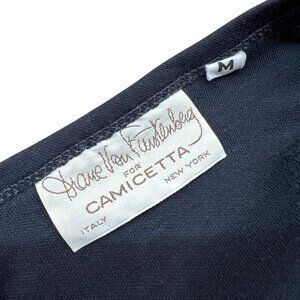 M
Diane Von Furstenberg
FOR
CAMICETTA
ITALY NEW YORK